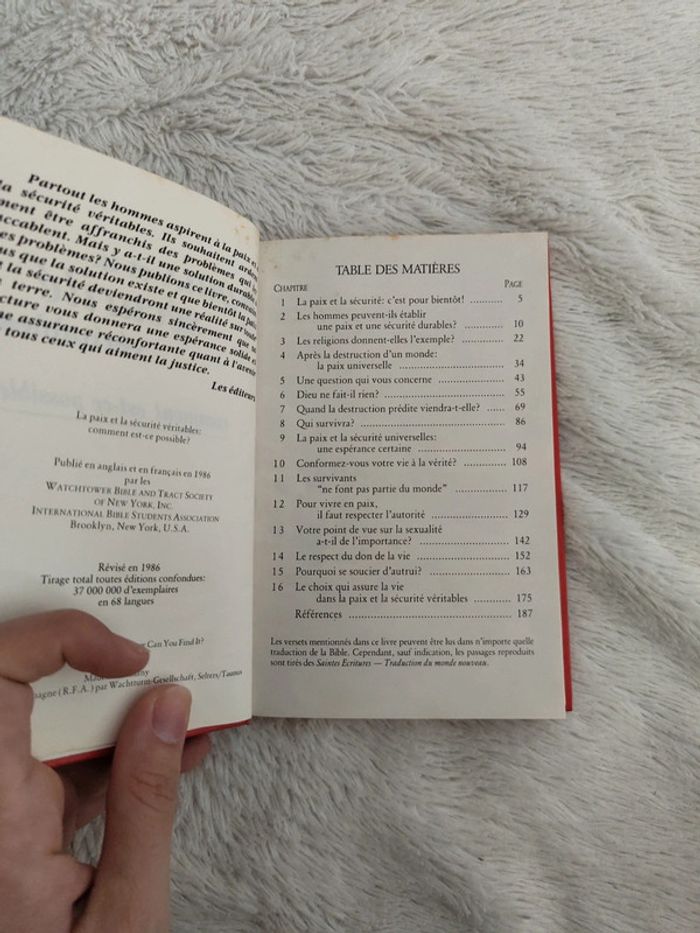 Partout les hommes aspirent à la paix et
la sécurité véritables. Ils souhaitent
ment être affranchis des problèmes qui
accablent. Mais y a-t-il une solution durable
es problèmes? Nous publions ce livre,
us que la solution existe et que bientôt la paix
la sécurité deviendront une réalité sur
terre. Nous espérons sincèrement que
cture vous donnera une espérance solide
ne assurance réconfortante quant à l'avenir
tous ceux qui aiment la justice.
Les éditeurs
La paix et la sécurité véritables:
comment est-ce possible?
Publié en anglais et en français en 1986
par les
WATCHTOWER BIBLE AND TRACT SOCIETY
OF NEW YORK, INC.
INTERNATIONAL BIBLE STUDENTS ASSOCIATION
Brooklyn, New York, U.S.A.
Révisé en 1986
Tirage total toutes éditions confondues:
37 000 000 d'exemplaires
en 68 langues
Can You Find It?
(R.F.A.) par Wachtturm-Gesellschaft, Selters/Taunus
TABLE DES MATIÈRES
CHAPITRE PAGE
1 La paix et la sécurité: c'est pour bientôt! ........... 5
2 Les hommes peuvent-ils établir
une paix et une sécurité durables? ............... 10
3 Les religions donnent-elles l'exemple? ............... 22
4 Après la destruction d'un monde:
la paix universelle ............... 34
5 Une question qui vous concerne ............... 43
6 Dieu ne fait-il rien? ............... 55
7 Quand la destruction prédite viendra-t-elle? ...... 69
8 Qui survivra? ............... 86
9 La paix et la sécurité universelles:
une espérance certaine ............... 94
10 Conformez-vous votre vie à la vérité? ............... 108
11 Les survivants
"ne font pas partie du monde" ............... 117
12 Pour vivre en paix,
il faut respecter l'autorité ............... 129
13 Votre point de vue sur la sexualité
a-t-il de l'importance? ............... 142
14 Le respect du don de la vie ............... 152
15 Pourquoi se soucier d'autrui? ............... 163
16 Le choix qui assure la vie
dans la paix et la sécurité véritables ............ 175
Références ............... 187
Les versets mentionnés dans ce livre peuvent être lus dans n'importe quelle
traduction de la Bible. Cependant, sauf indication, les passages reproduits
sont tirés des Saintes Écritures — Traduction du monde nouveau.